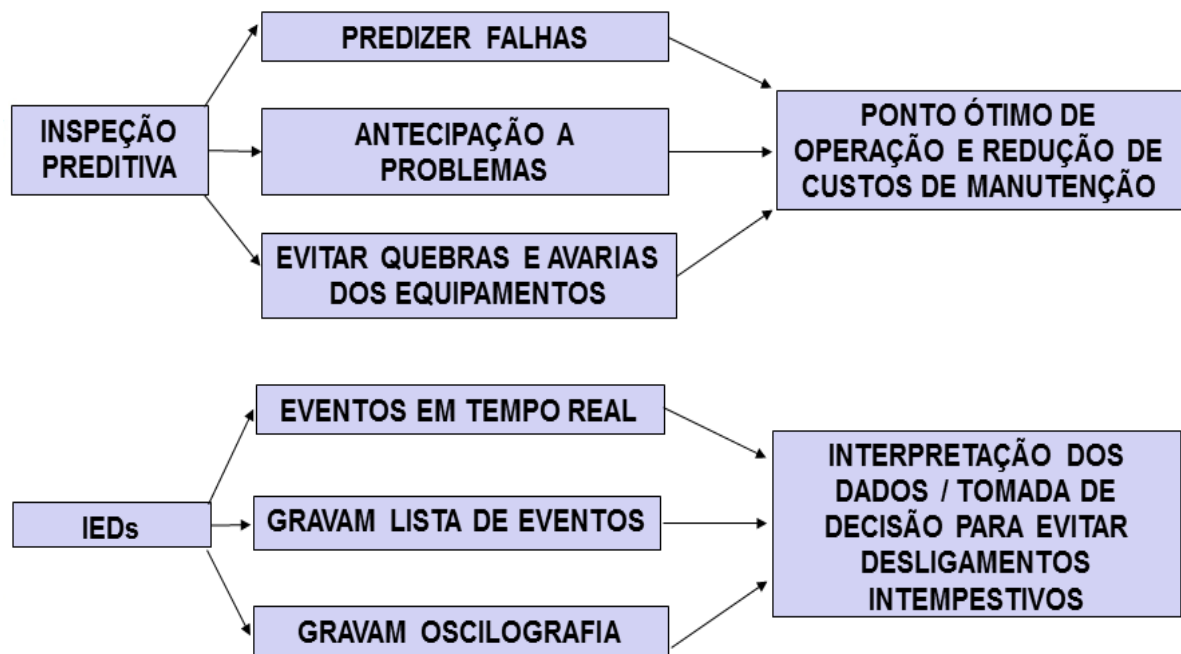 PREDIZER FALHAS
INSPEÇÃO
PREDITIVA
ANTECIPAÇÃO A
PROBLEMAS
EVITAR QUEBRAS E AVARIAS
DOS EQUIPAMENTOS
PONTO ÓTIMO DE
OPERAÇÃO E REDUÇÃO DE
CUSTOS DE MANUTENÇÃO
EVENTOS EM TEMPO REAL
IEDs
GRAVAM LISTA DE EVENTOS
GRAVAM OSCILOGRAFIA
INTERPRETAÇÃO DOS
DADOS / TOMADA DE
DECISÃO PARA EVITAR
DESLIGAMENTOS
INTEMPESTIVOS